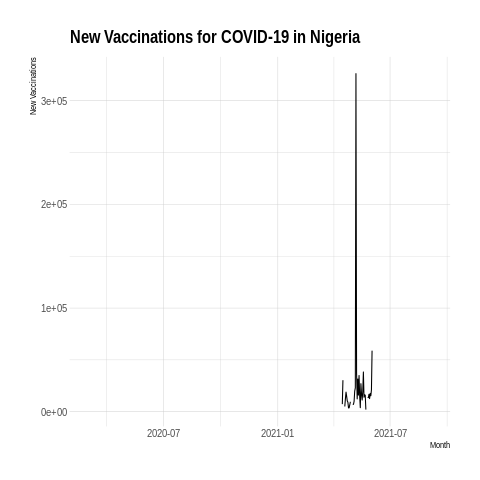 New Vaccinations for COVID-19 in Nigeria
New Vaccinations
3e+05
2e+05
1e+05
0e+00
2020-07
2021-01
2021-07
Month